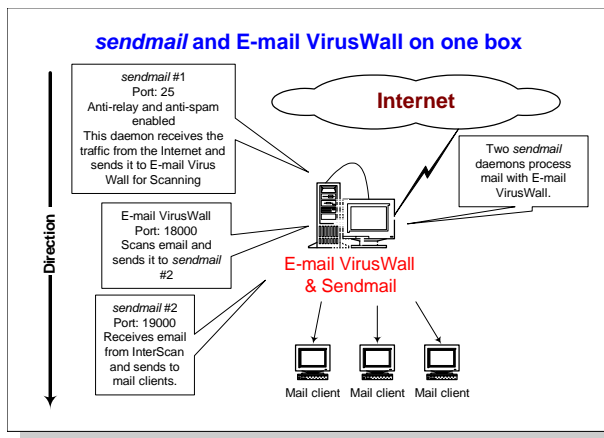 sendmail and E-mail VirusWall on one box
sendmail #1
Port: 25
Anti-relay and anti-spam
enabled
This daemon receives the
traffic from the Internet and
sends it to E-mail Virus
Wall for Scanning
Internet
Two sendmail
daemons process
mail with E-mail
VirusWall.
Direction
E-mail VirusWall
Port: 18000
Scans email and
sends it to sendmail
#2
E-mail VirusWall
& Sendmail
sendmail #2
Port: 19000
Receives email
from InterScan
and sends to
mail clients.
Mail client
Mail client
Mail client